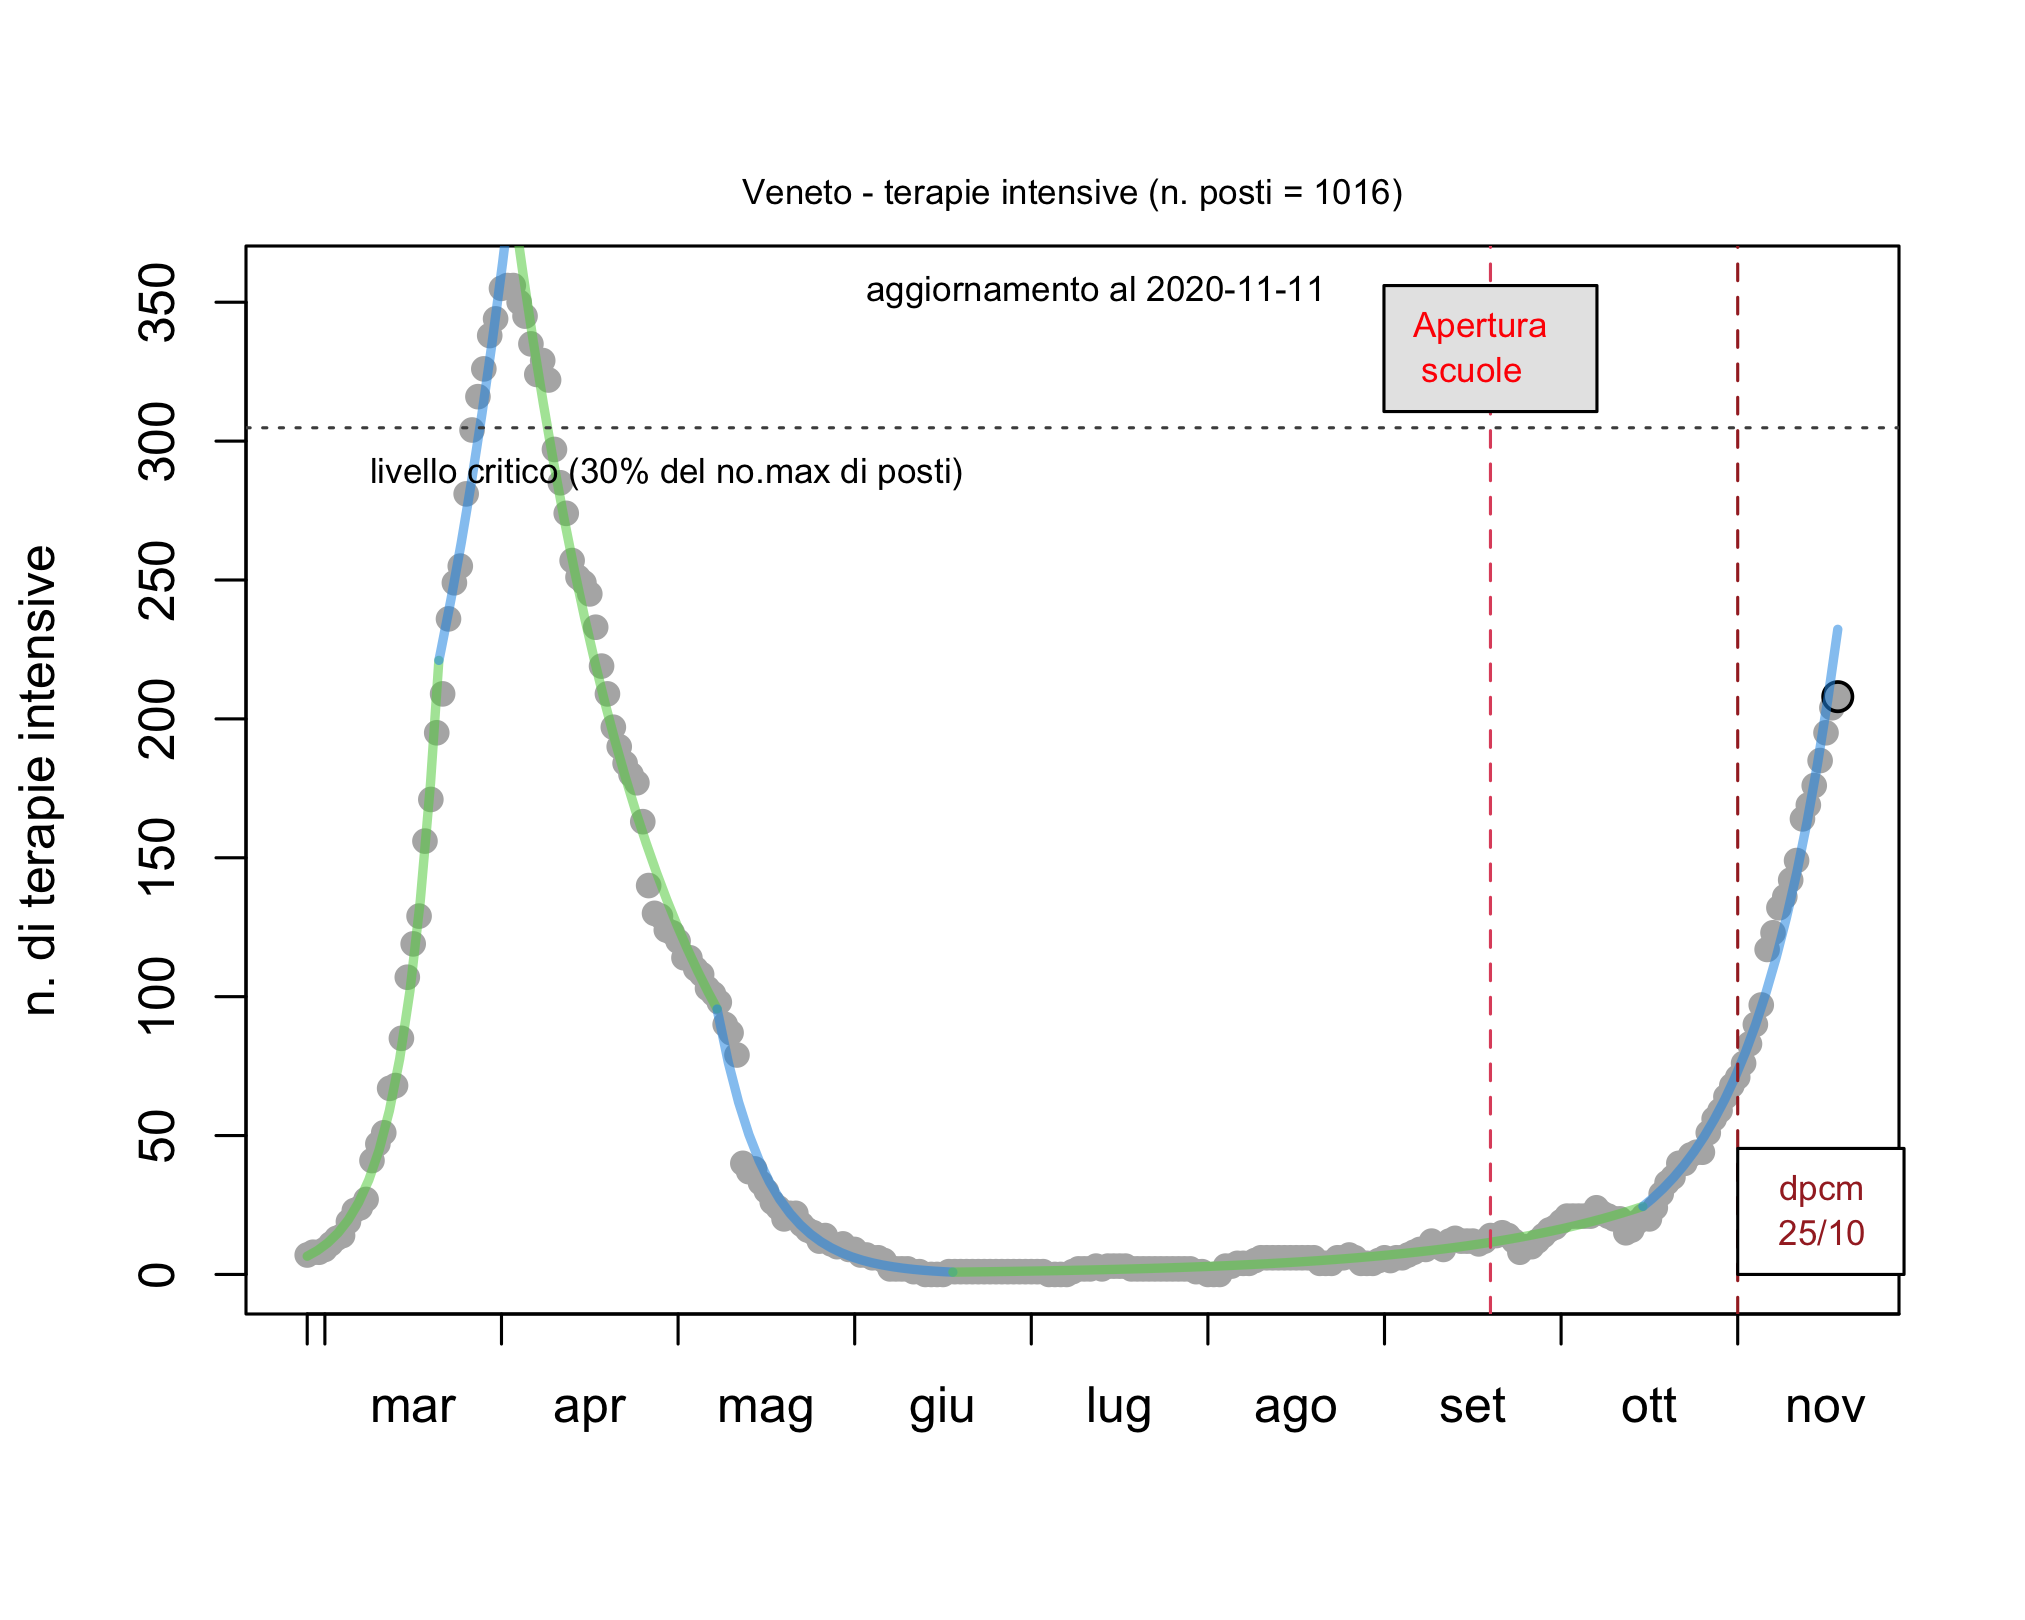 Veneto - terapie intensive (n. posti = 1016)
aggiornamento al 2020-11-11
Apertura
scuole
livello critico (30% del no.max di posti)
n. di terapie intensive
350
300
250
200
150
100
50
0
dpcm
25/10
mar apr mag giu lug ago set ott nov